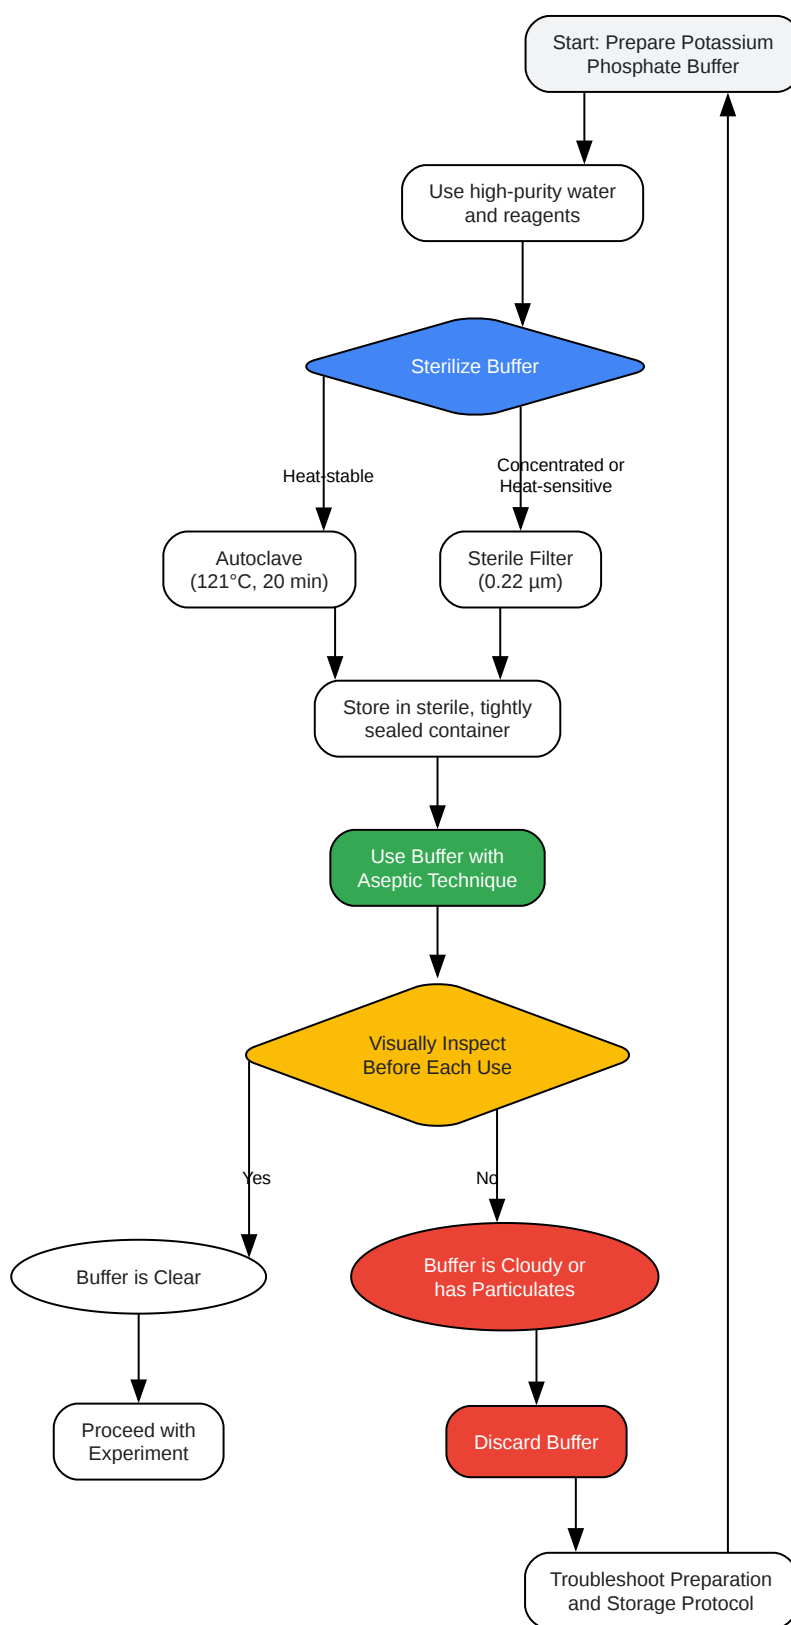 Start: Prepare Potassium
Phosphate Buffer
Use high-purity water
and reagents
Sterilize Buffer
Heat-stable
Concentrated or
Heat-sensitive
Autoclave
(121°C, 20 min)
Sterile Filter
(0.22 µm)
Store in sterile, tightly
sealed container
Use Buffer with
Aseptic Technique
Visually Inspect
Before Each Use
Yes
No
Buffer is Clear
Buffer is Cloudy or
has Particulates
Proceed with
Experiment
Discard Buffer
Troubleshoot Preparation
and Storage Protocol